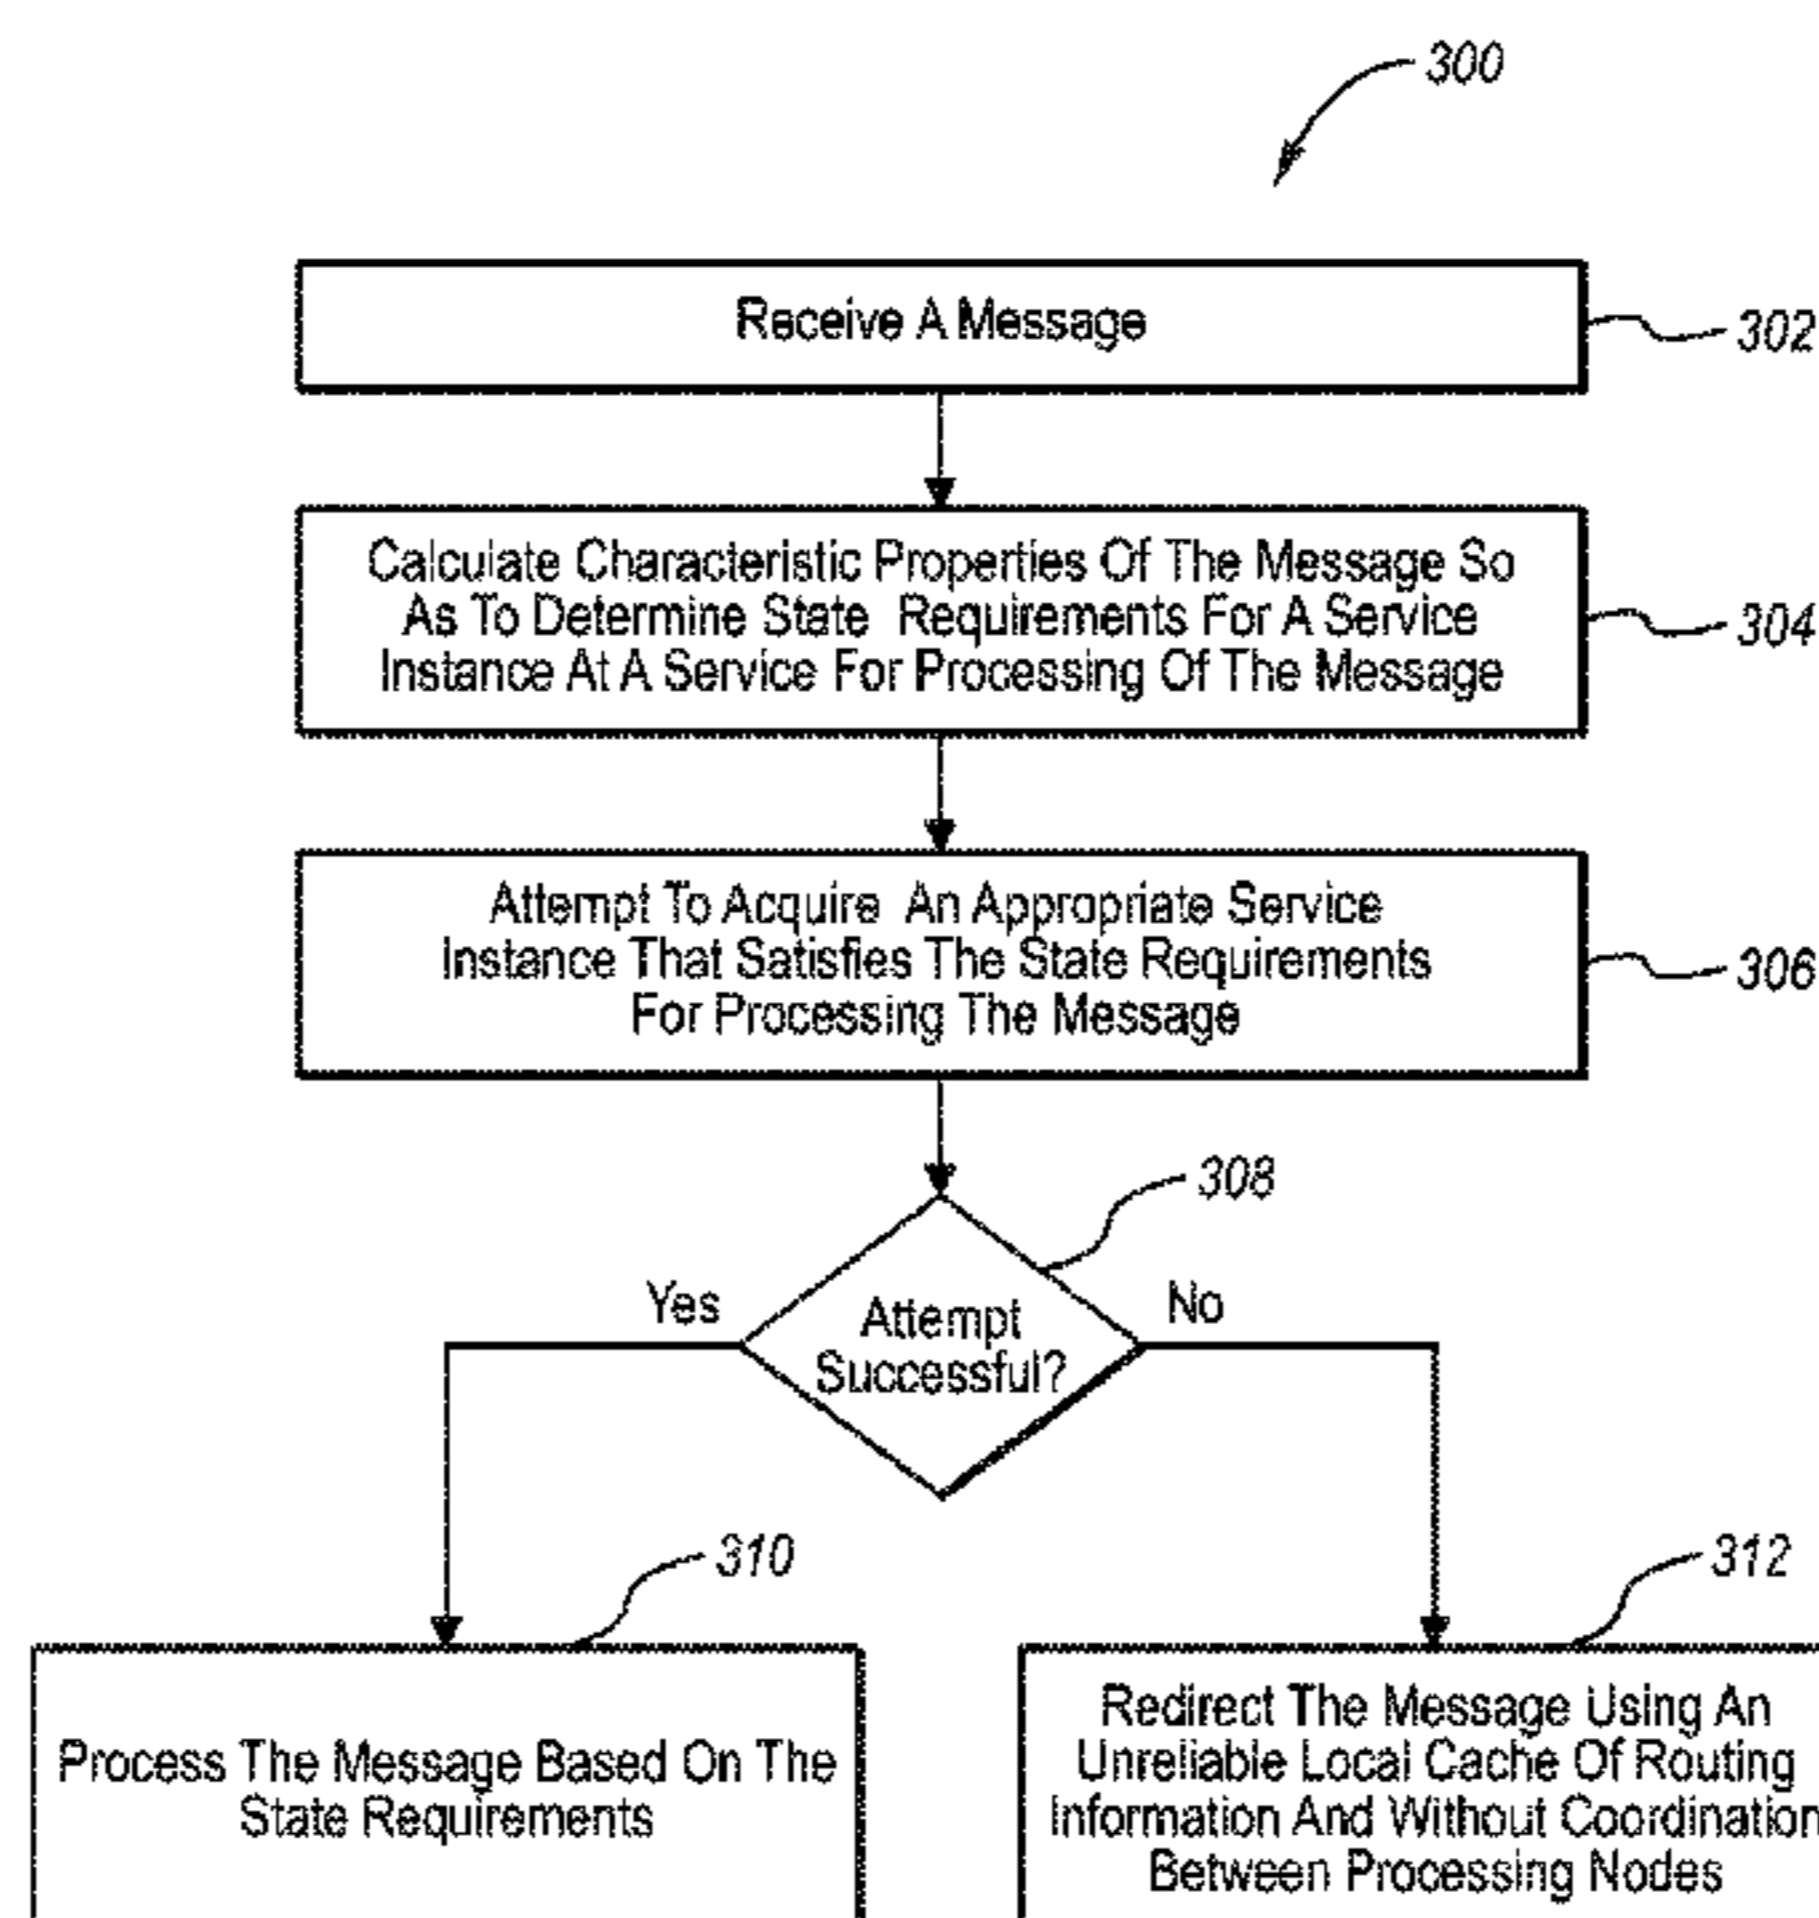 300
Receive A Message
302
Calculate Characteristic Properties Of The Message So
As To Determine State Requirements For A Service
Instance At A Service For Processing Of The Message
304
Attempt To Acquire An Appropriate Service
Instance That Satisfies The State Requirements
For Processing The Message
306
308
Yes
Attempt
Successful?
No
310
Process The Message Based On The
State Requirements
312
Redirect The Message Using An
Unreliable Local Cache Of Routing
Information And Without Coordination
Between Processing Nodes